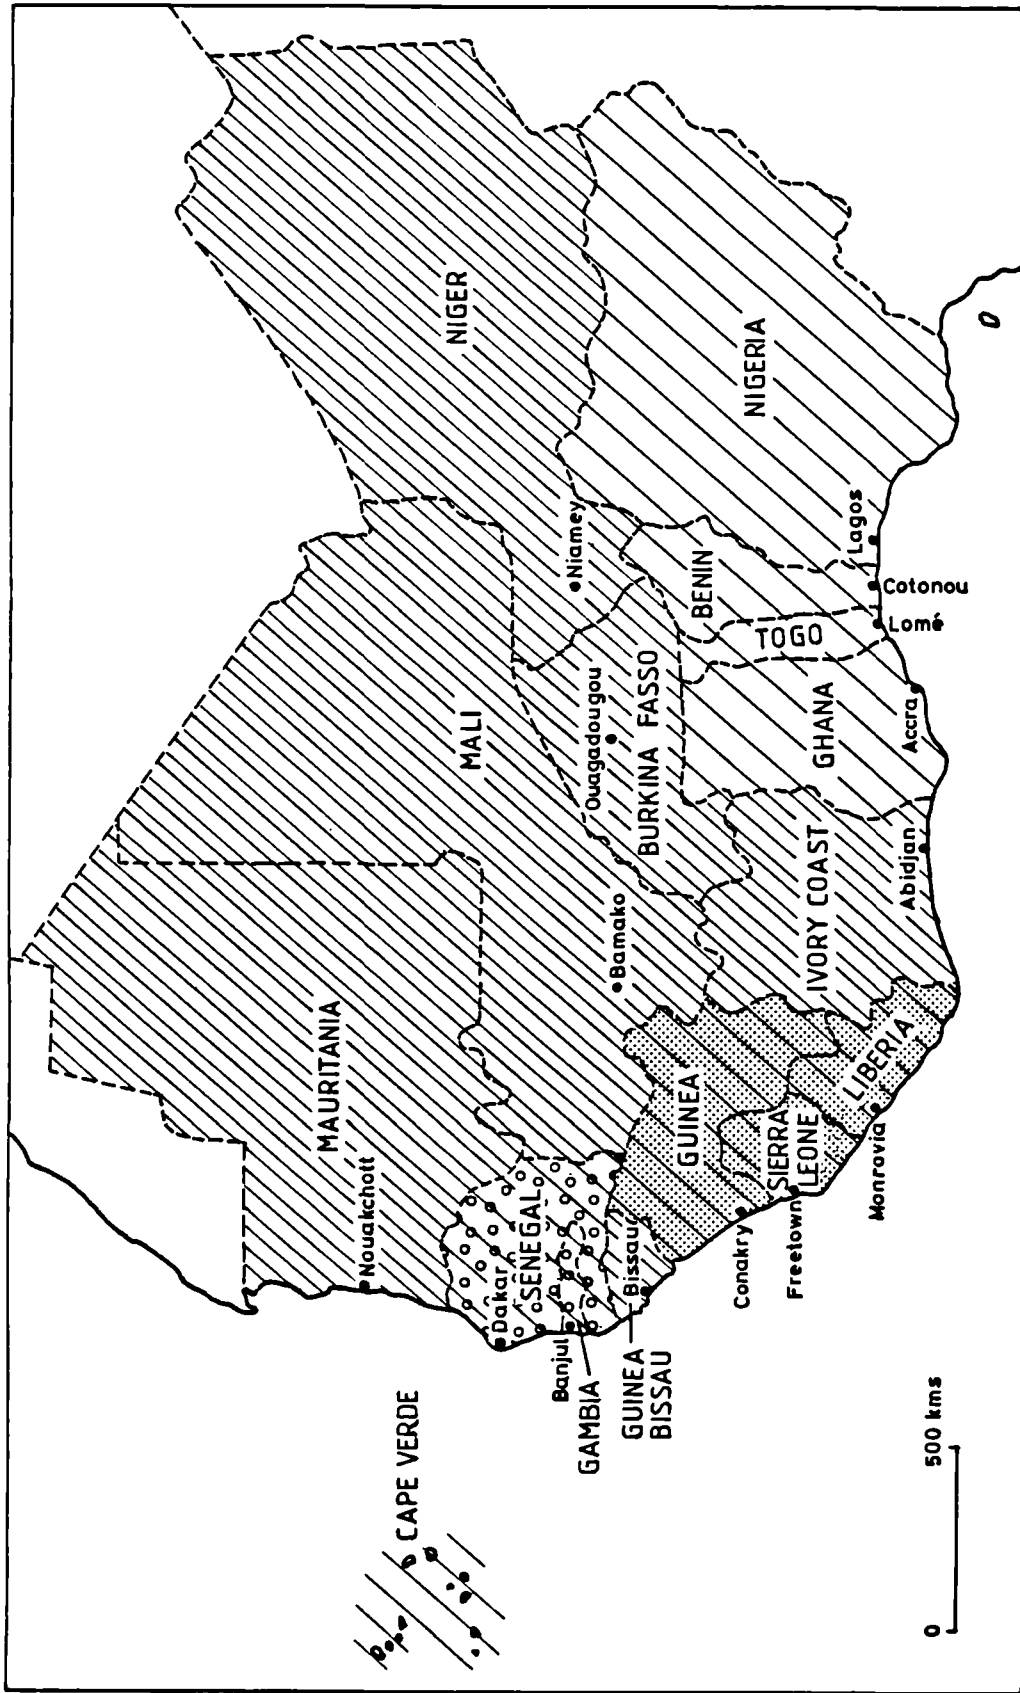 CAPE VERDE
MAURITANIA
Nouakchott
MALI
NIGER
Dakar
SENEGAL
Banjul
GAMBIA
Bissau
GUINEA
BISSAU
Bamako
Ouagadougou
BURKINA FASSO
Niamey
GUINEA
Conakry
SIERRA
LEONE
Freetown
LIBERIA
Monravia
IVORY COAST
Abidjan
GHANA
Accra
TOGO
Lomé
BENIN
Cotonou
NIGERIA
Lagos
0 500 kms